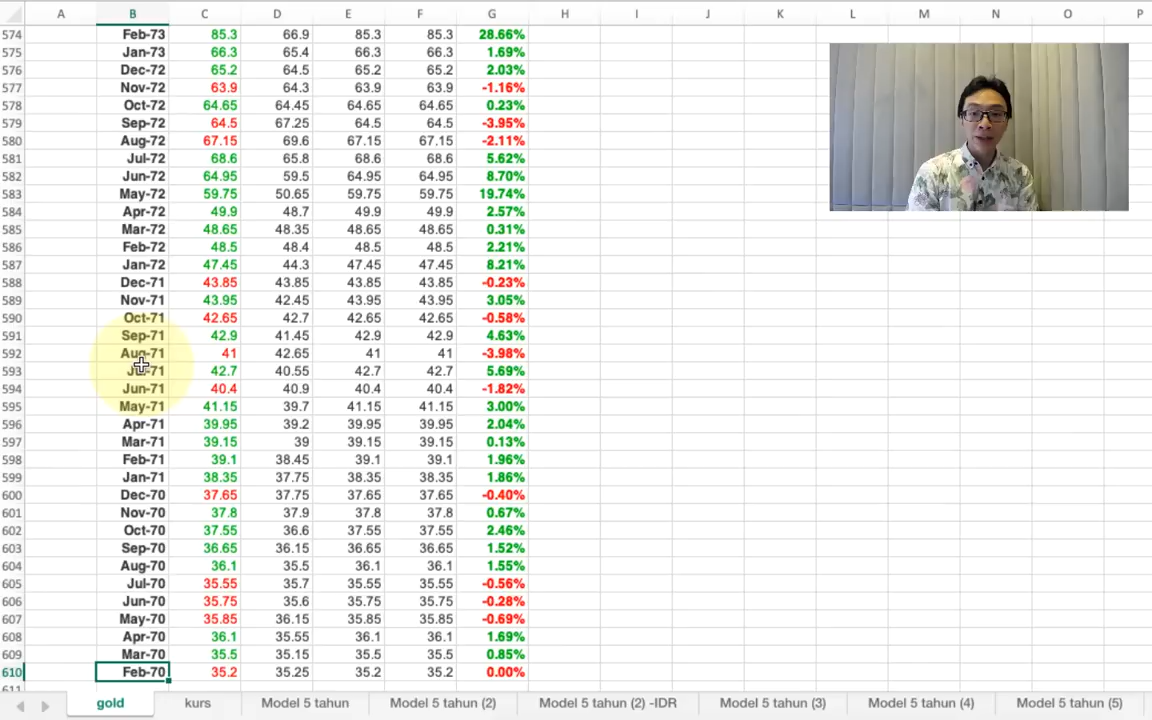 A B C D E F G H I J K L M N O P
574 Feb-73 85.3 66.9 85.3 85.3 28.66%
575 Jan-73 66.3 65.4 66.3 66.3 1.69%
576 Dec-72 65.2 64.5 65.2 65.2 2.03%
577 Nov-72 63.9 64.3 63.9 63.9 -1.16%
578 Oct-72 64.65 64.45 64.65 64.65 0.23%
579 Sep-72 64.5 67.25 64.5 64.5 -3.95%
580 Aug-72 67.15 69.6 67.15 67.15 -2.11%
581 Jul-72 68.6 65.8 68.6 68.6 5.62%
582 Jun-72 64.95 59.5 64.95 64.95 8.70%
583 May-72 59.75 50.65 59.75 59.75 19.74%
584 Apr-72 49.9 48.7 49.9 49.9 2.57%
585 Mar-72 48.65 48.35 48.65 48.65 0.31%
586 Feb-72 48.5 48.4 48.5 48.5 2.21%
587 Jan-72 47.45 44.3 47.45 47.45 8.21%
588 Dec-71 43.85 43.85 43.85 43.85 -0.23%
589 Nov-71 43.95 42.45 43.95 43.95 3.05%
590 Oct-71 42.65 42.7 42.65 42.65 -0.58%
591 Sep-71 42.9 41.45 42.9 42.9 4.63%
592 Aug-71 41 42.65 41 41 -3.98%
593 Jul-71 42.7 40.55 42.7 42.7 5.69%
594 Jun-71 40.4 40.9 40.4 40.4 -1.82%
595 May-71 41.15 39.7 41.15 41.15 3.00%
596 Apr-71 39.95 39.2 39.95 39.95 2.04%
597 Mar-71 39.15 39 39.15 39.15 0.13%
598 Feb-71 39.1 38.45 39.1 39.1 1.96%
599 Jan-71 38.35 37.75 38.35 38.35 1.86%
600 Dec-70 37.65 37.75 37.65 37.65 -0.40%
601 Nov-70 37.8 37.9 37.8 37.8 0.67%
602 Oct-70 37.55 36.6 37.55 37.55 2.46%
603 Sep-70 36.65 36.15 36.65 36.65 1.52%
604 Aug-70 36.1 35.5 36.1 36.1 1.55%
605 Jul-70 35.55 35.7 35.55 35.55 -0.56%
606 Jun-70 35.75 35.6 35.75 35.75 -0.28%
607 May-70 35.85 36.15 35.85 35.85 -0.69%
608 Apr-70 36.1 35.55 36.1 36.1 1.69%
609 Mar-70 35.5 35.15 35.5 35.5 0.85%
610 Feb-70 35.2 35.25 35.2 35.2 0.00%
611
gold kurs Model 5 tahun Model 5 tahun (2) Model 5 tahun (2) -IDR Model 5 tahun (3) Model 5 tahun (4) Model 5 tahun (5)